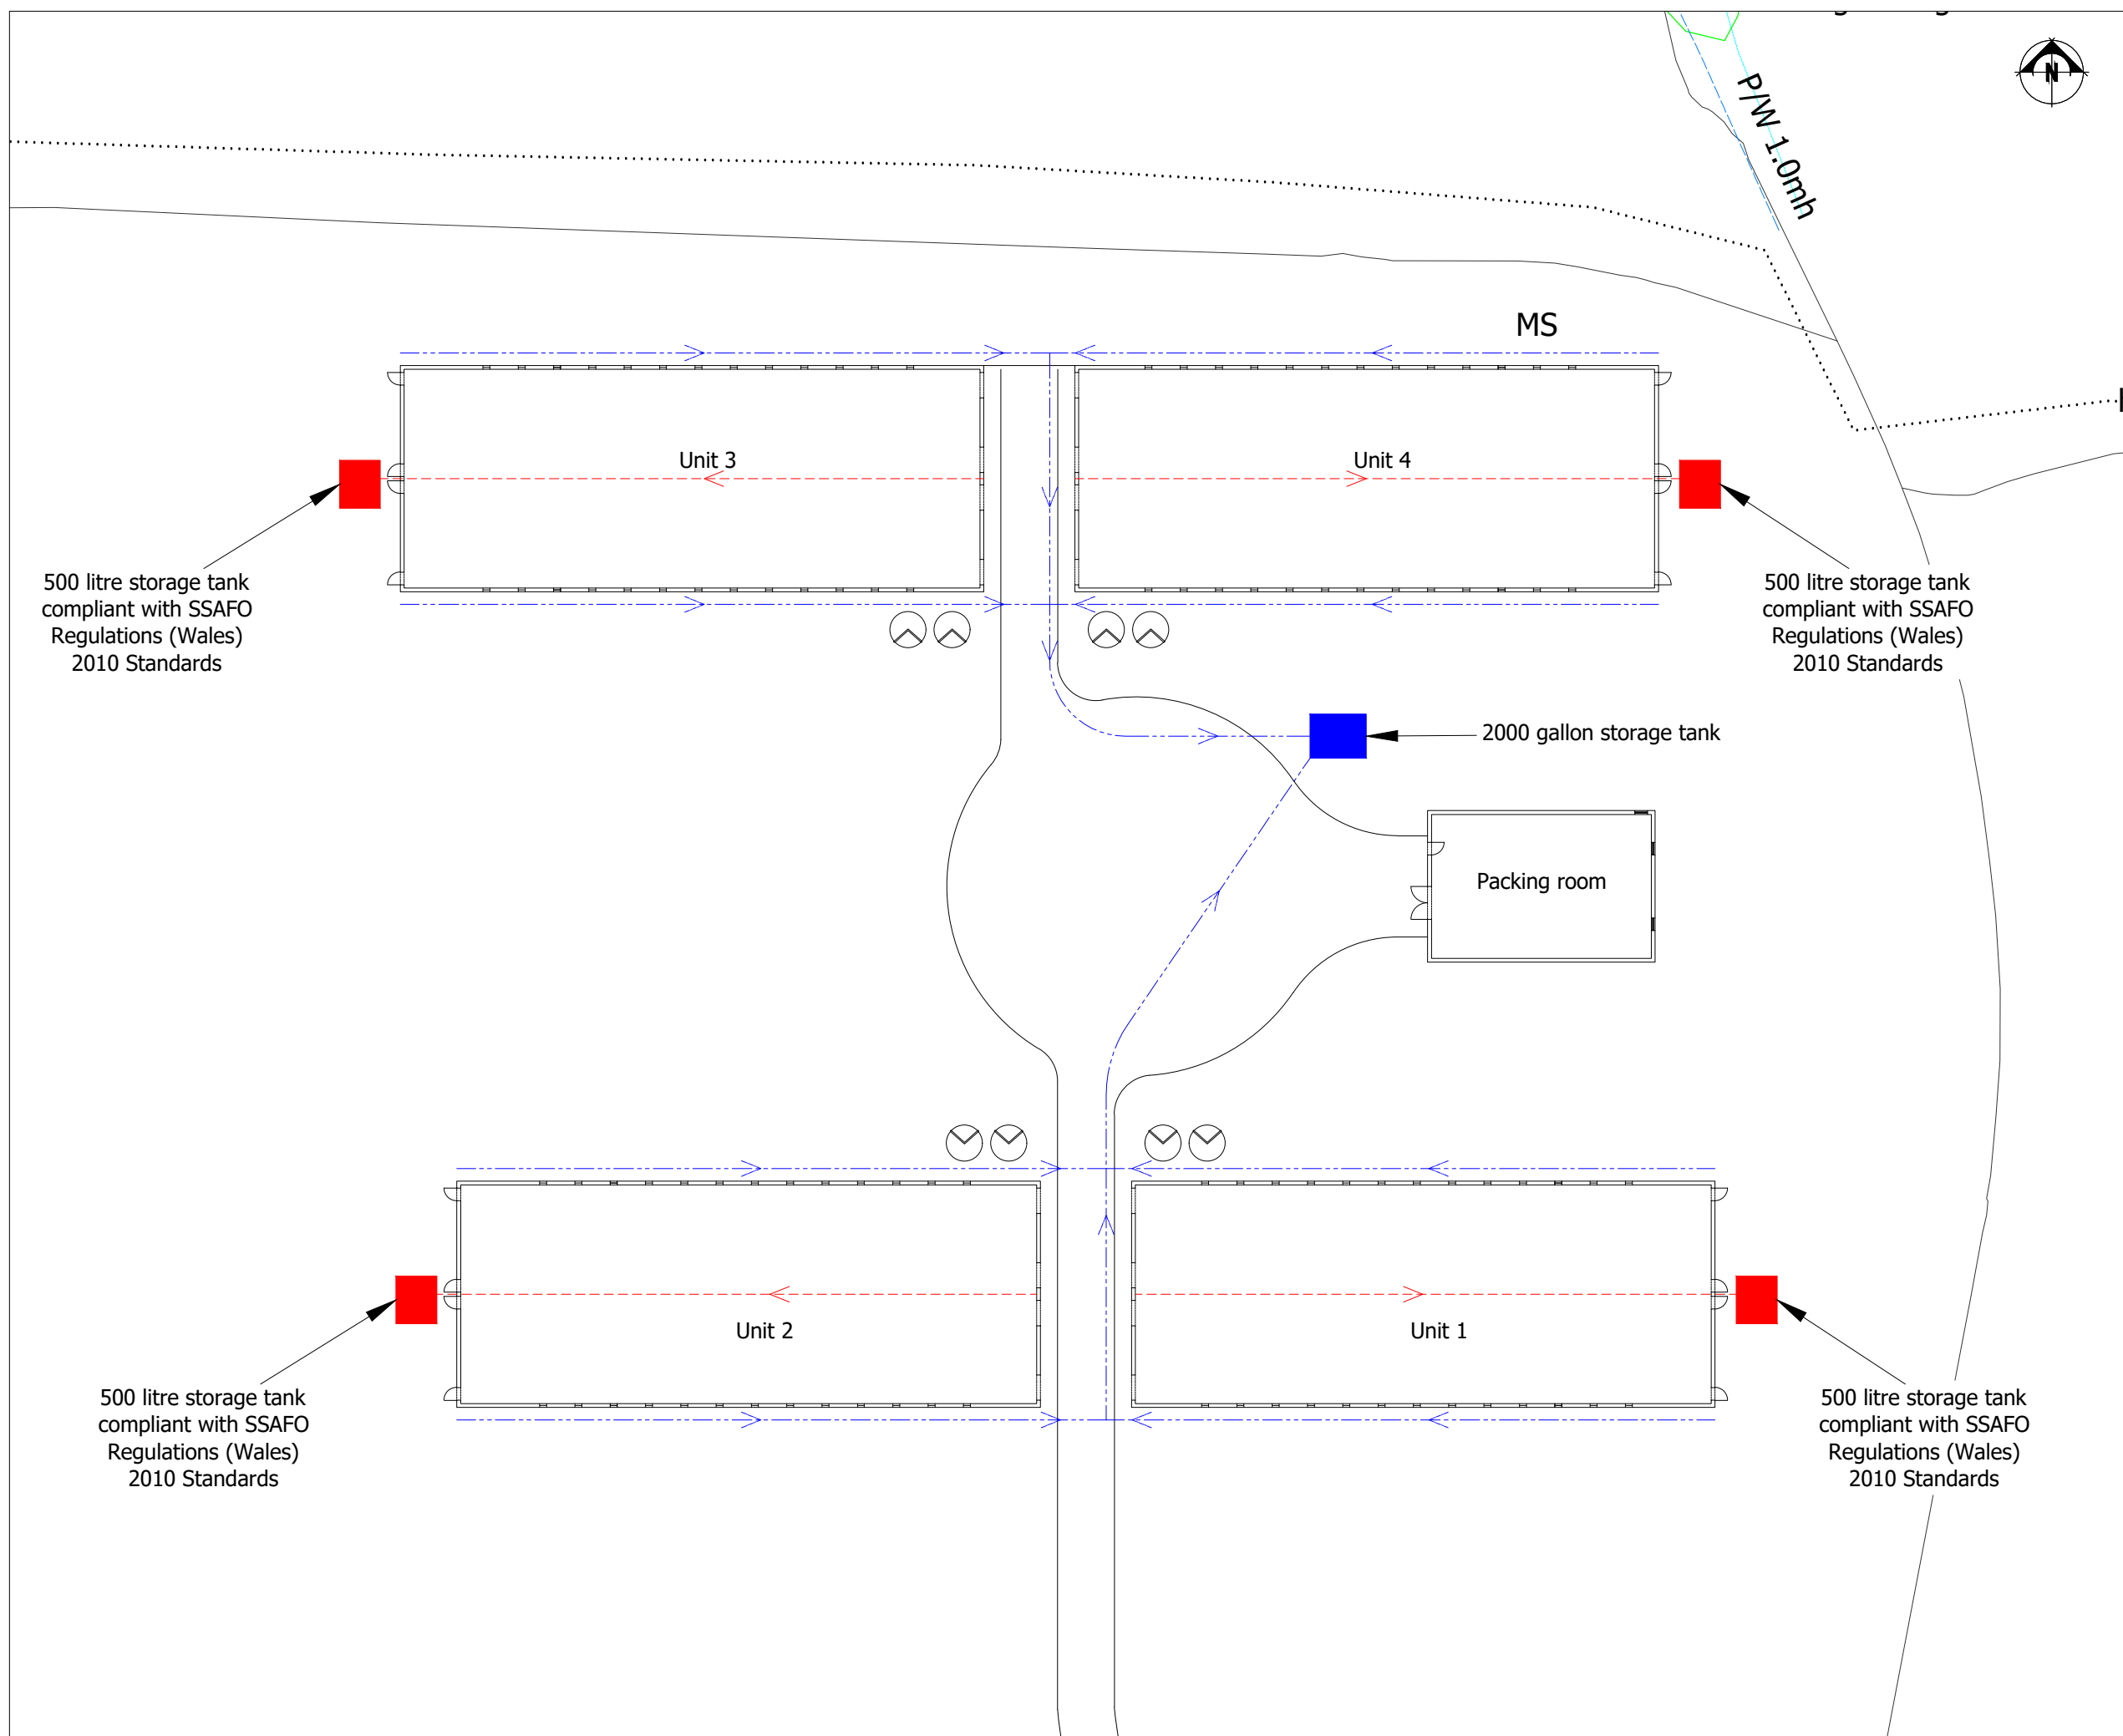 N
P/W 1.0mh
MS
Unit 3
Unit 4
500 litre storage tank
compliant with SSAFO
Regulations (Wales)
2010 Standards
500 litre storage tank
compliant with SSAFO
Regulations (Wales)
2010 Standards
2000 gallon storage tank
Packing room
Unit 2
Unit 1
500 litre storage tank
compliant with SSAFO
Regulations (Wales)
2010 Standards
500 litre storage tank
compliant with SSAFO
Regulations (Wales)
2010 Standards